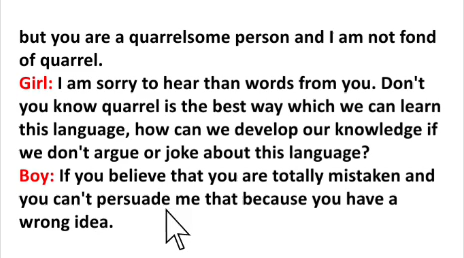 but you are a quarrelsome person and I am not fond
of quarrel.
Girl: I am sorry to hear than words from you. Don't
you know quarrel is the best way which we can learn
this language, how can we develop our knowledge if
we don't argue or joke about this language?
Boy: If you believe that you are totally mistaken and
you can't persuade me that because you have a
wrong idea.